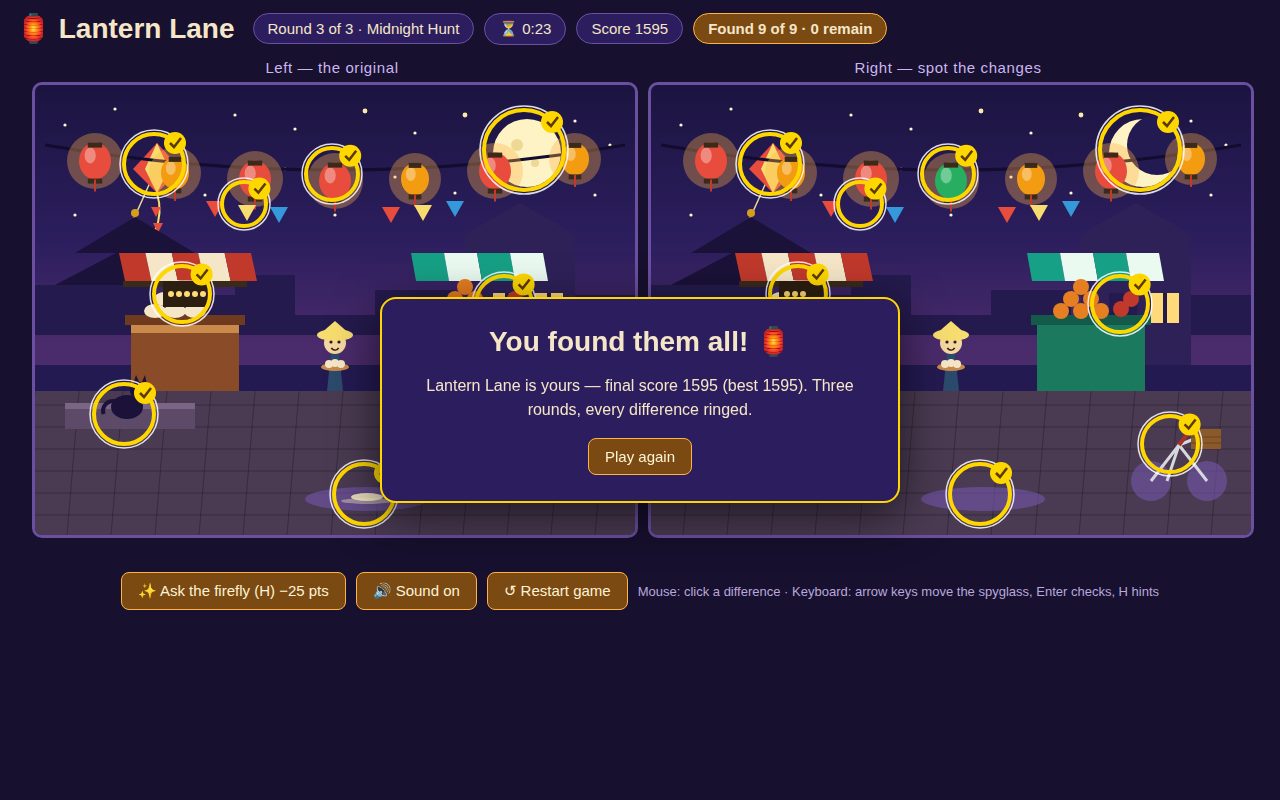 Lantern Lane
Round 3 of 3 · Midnight Hunt
⏳ 0:23
Score 1595
Found 9 of 9 · 0 remain
Left — the original
Right — spot the changes
You found them all! 🏮
Lantern Lane is yours — final score 1595 (best 1595). Three
rounds, every difference ringed.
Play again
✨ Ask the firefly (H) −25 pts
🔊 Sound on
↺ Restart game
Mouse: click a difference · Keyboard: arrow keys move the spyglass, Enter checks, H hints